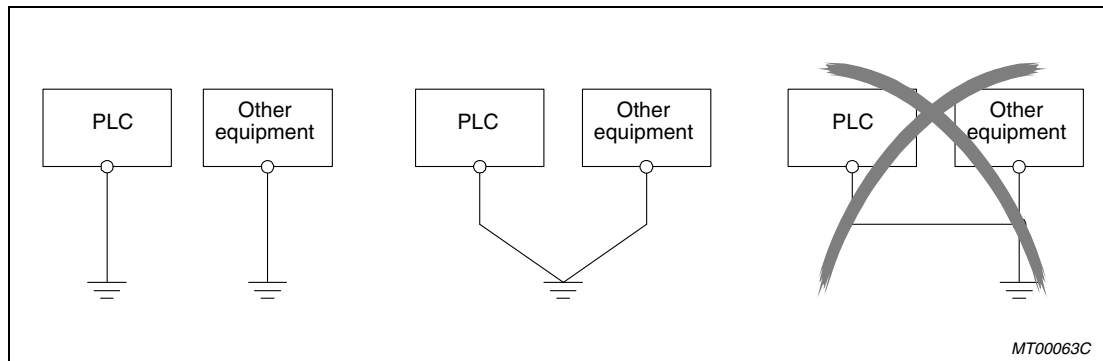 PLC
Other
equipment
PLC
Other
equipment
PLC
Other
equipment
MT00063C